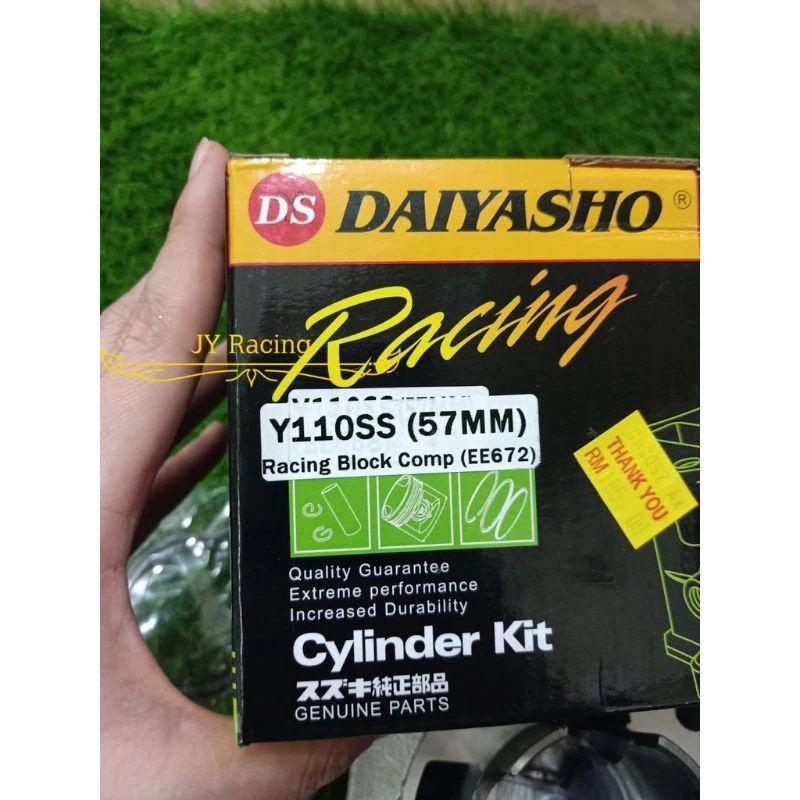 DS DAIYASHO ®
Racing
JY Racing
Y110SS (57MM)
Racing Block Comp (EE672)
THANK YOU
RM
Quality Guarantee
Extreme performance
Increased Durability
Cylinder Kit
スズキ純正部品
GENUINE PARTS